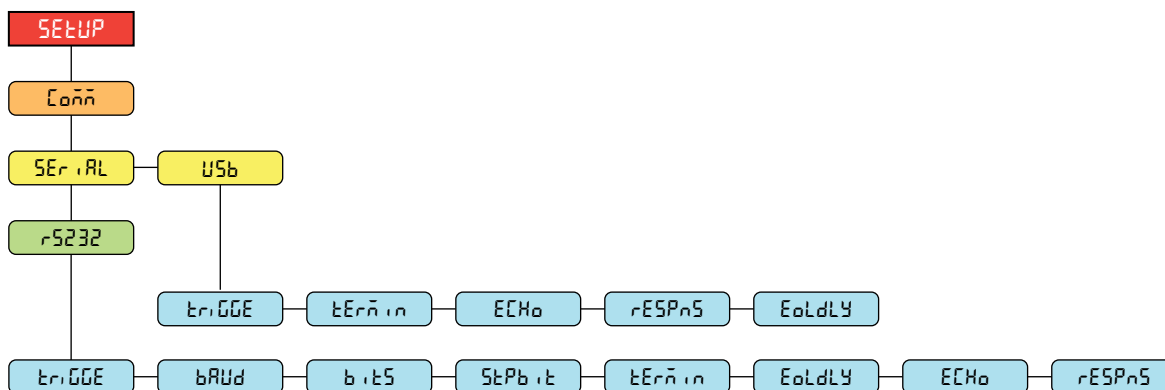 SEtUP
Comm
SEriAL USb
rS232
triGGE tErmin ECHo rESPnS EoLdLY
triGGE bAUd bitS StPbit tErmin EoLdLY ECHo rESPnS